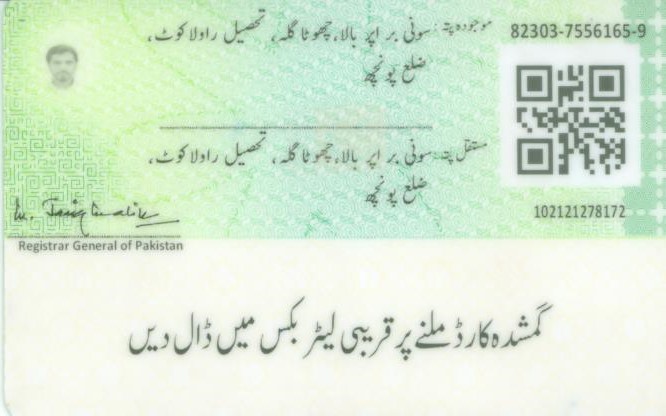 82303-7556165-9
موجودہ پتہ: سونی بر اپر بالا، چھوٹا گلہ، تحصیل راولاکوٹ،
ضلع پونچھ
مستقل پتہ: سونی بر اپر بالا، چھوٹا گلہ، تحصیل راولاکوٹ،
ضلع پونچھ
102121278172
Registrar General of Pakistan
گمشدہ کارڈ ملنے پر قریبی لیٹر بکس میں ڈال دیں